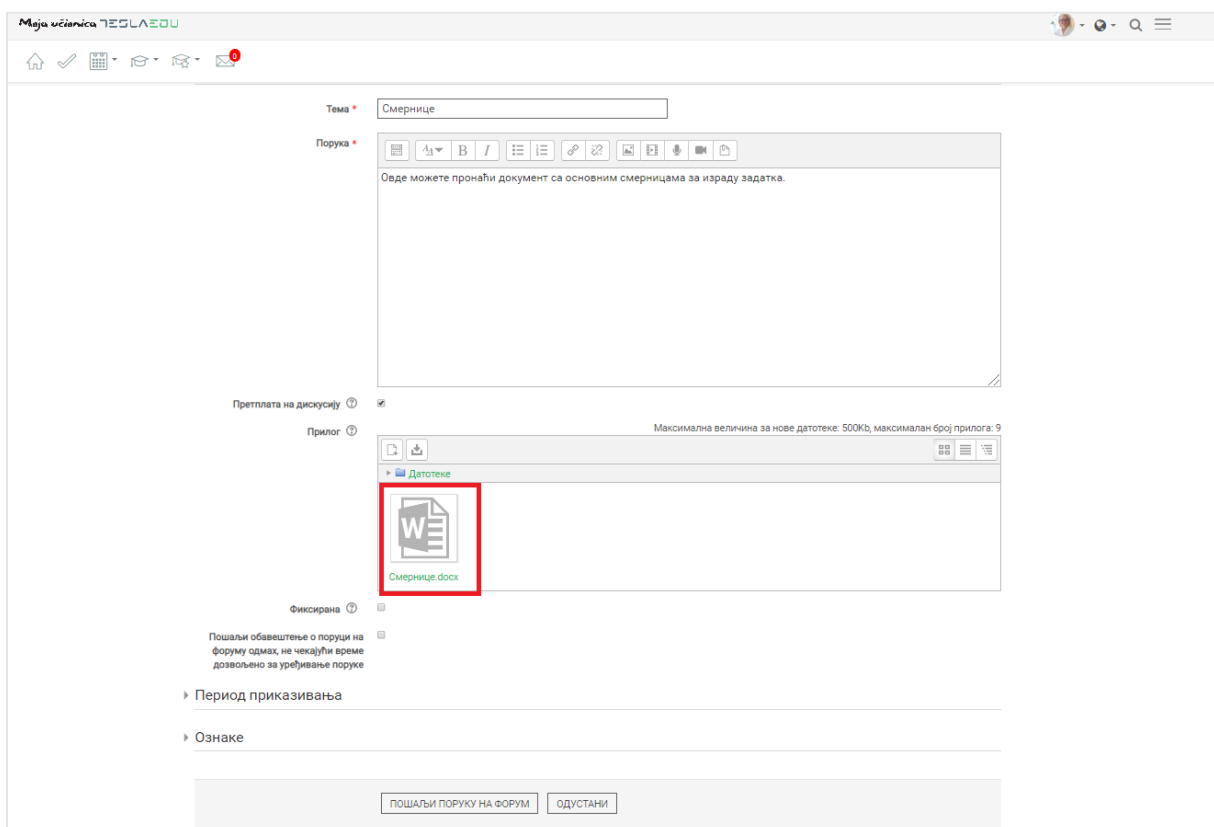 Moja učionica TESLAEDU
0
Тема *
Смернице
Порука *
Овде можете пронаћи документ са основним смерницама за израду задатка.
Претплата на дискусију
Прилог
Максимална величина за нове датотеке: 500Kb, максималан број прилога: 9
Датотеке
Смернице.docx
Фиксирана
Пошаљи обавештење о поруци на
форуму одмах, не чекајући време
дозвољено за уређивање поруке
Период приказивања
Ознаке
ПОШАЉИ ПОРУКУ НА ФОРУМ
ОДУСТАНИ